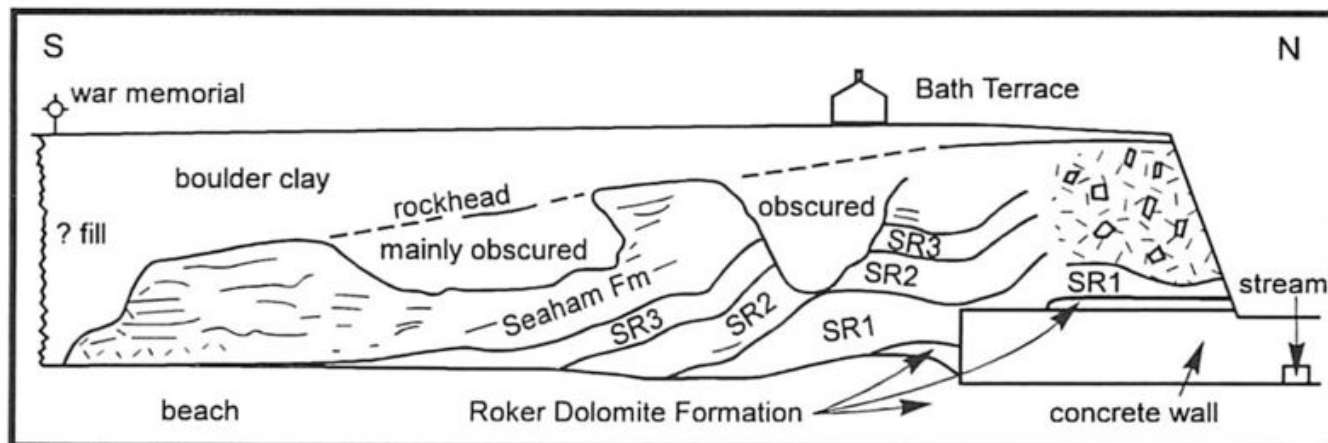 S
N
war memorial
Bath Terrace
boulder clay
rockhead
obscured
? fill
mainly obscured
SR3
Seaham Fm
SR2
SR1
stream
SR3
SR2
SR1
beach
Roker Dolomite Formation
concrete wall